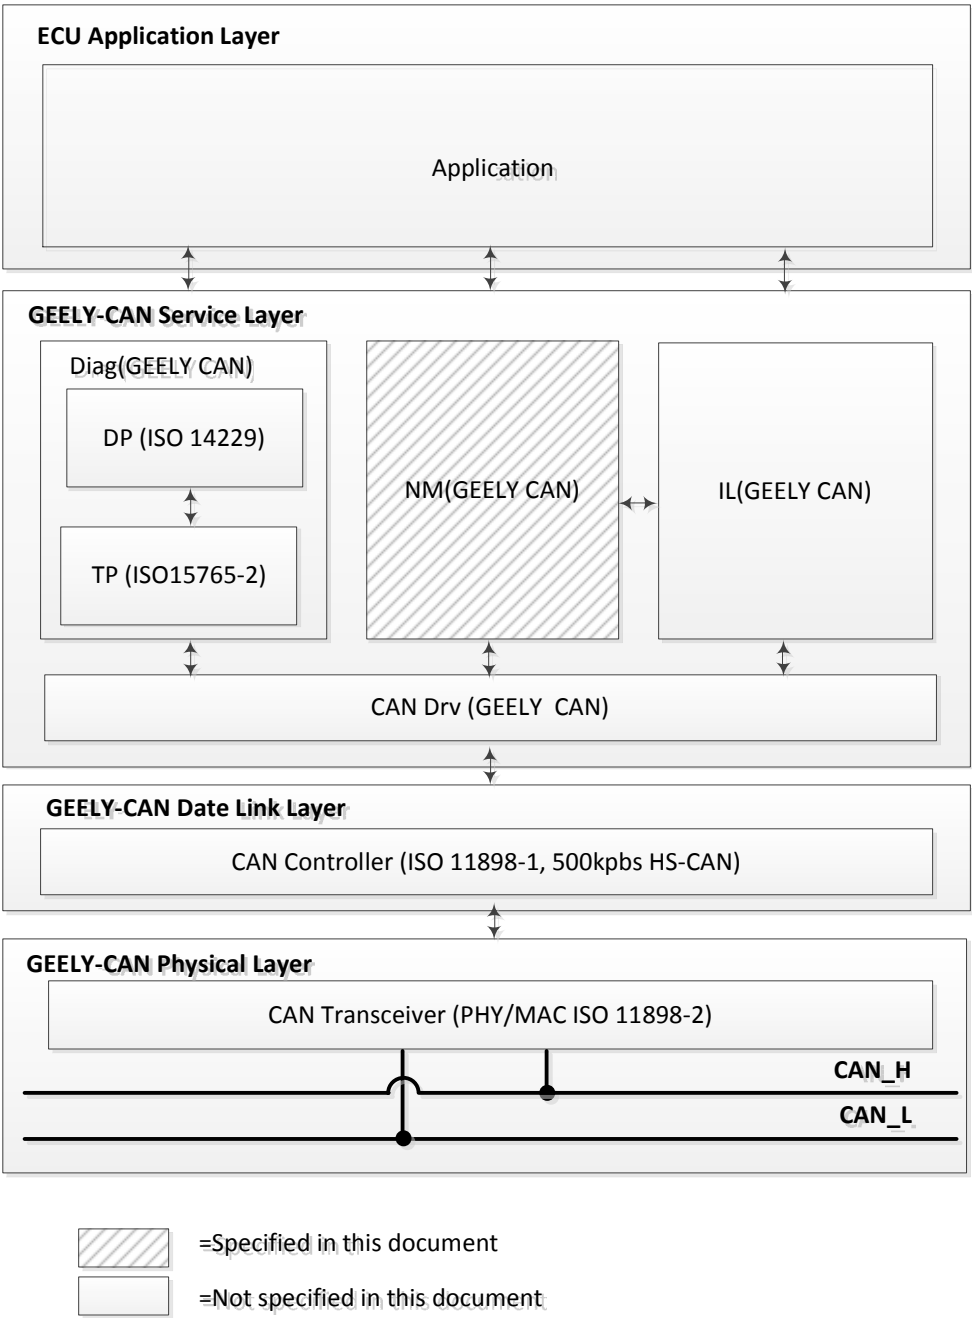 ECU Application Layer
Application
GEELY-CAN Service Layer
Diag(GEELY CAN)
DP (ISO 14229)
TP (ISO15765-2)
NM(GEELY CAN)
IL(GEELY CAN)
CAN Drv (GEELY  CAN)
GEELY-CAN Date Link Layer
CAN Controller (ISO 11898-1, 500kpbs HS-CAN)
GEELY-CAN Physical Layer
CAN Transceiver (PHY/MAC ISO 11898-2)
CAN_H
CAN_L
=Specified in this document
=Not specified in this document